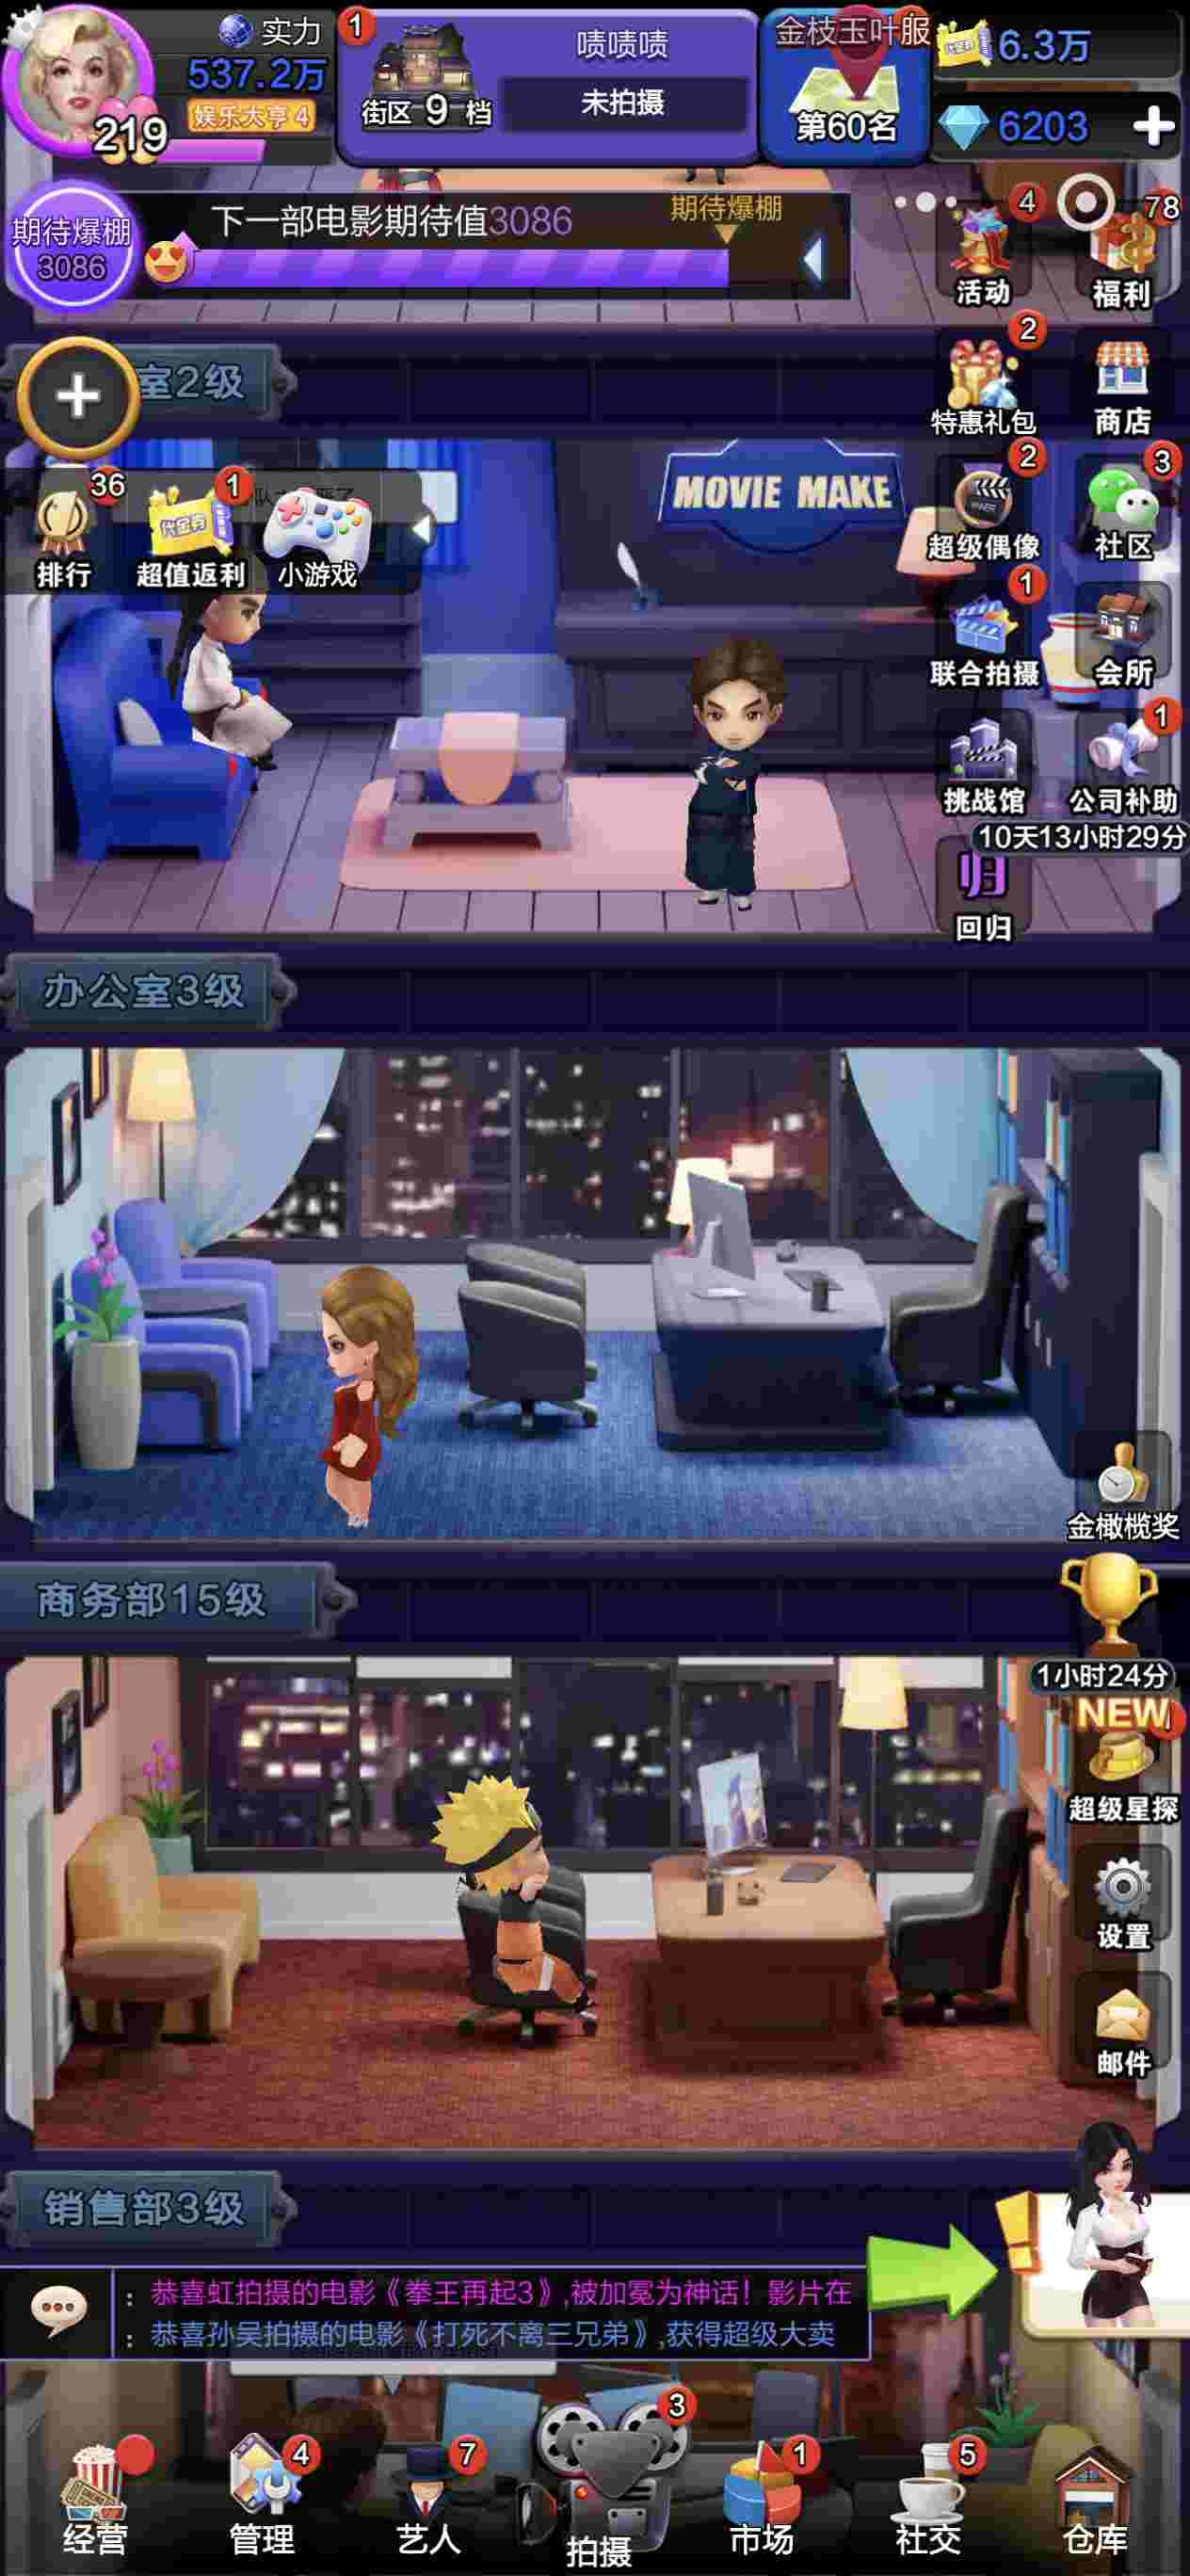 实力
537.2万
娱乐大亨 4
219
1
街区 9 档
啧啧啧
未拍摄
金枝玉叶服
第60名
代金券
6.3万
6203
期待爆棚
3086
下一部电影期待值3086
期待爆棚
4
活动
78
福利
室2级
2
特惠礼包
商店
36
排行
1
代金券
超值返利
小游戏
MOVIE MAKE
2
超级偶像
3
社区
1
联合拍摄
会所
挑战馆
1
公司补助
10天13小时29分
归
回归
办公室3级
金橄榄奖
商务部15级
1小时24分
NEW
超级星探
设置
邮件
销售部3级
：恭喜虹拍摄的电影《拳王再起3》,被加冕为神话！影片在
：恭喜孙吴拍摄的电影《打死不离三兄弟》,获得超级大卖
经营
4
管理
7
艺人
3
拍摄
1
市场
5
社交
仓库